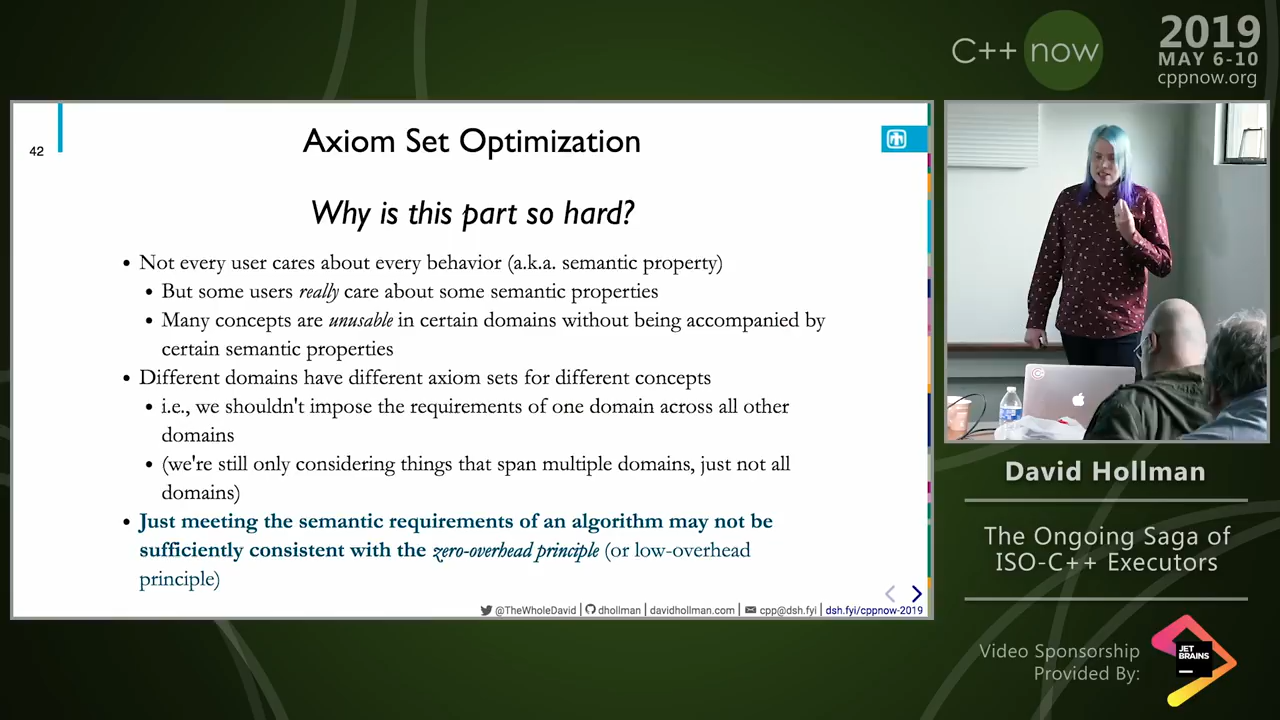 C++ now
2019
MAY 6-10
cppnow.org
42
Axiom Set Optimization
Why is this part so hard?
• Not every user cares about every behavior (a.k.a. semantic property)
• But some users really care about some semantic properties
• Many concepts are unusable in certain domains without being accompanied by
certain semantic properties
• Different domains have different axiom sets for different concepts
• i.e., we shouldn't impose the requirements of one domain across all other
domains
• (we're still only considering things that span multiple domains, just not all
domains)
• Just meeting the semantic requirements of an algorithm may not be
sufficiently consistent with the zero-overhead principle (or low-overhead
principle)
@TheWholeDavid | dhollman | davidhollman.com | cpp@dsh.fyi | dsh.fyi/cppnow-2019
David Hollman
The Ongoing Saga of
ISO-C++ Executors
Video Sponsorship
Provided By:
JET
BRAINS